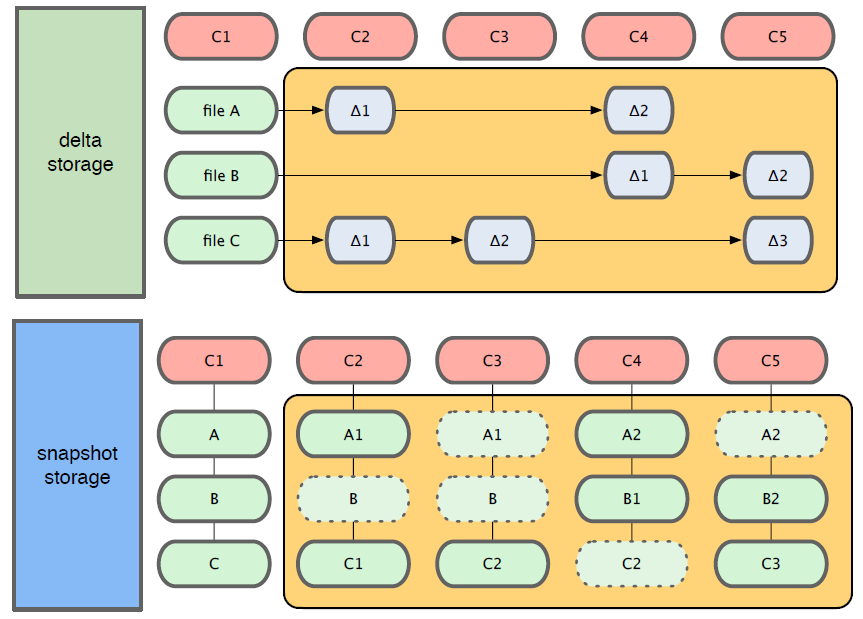 delta
storage
C1 C2 C3 C4 C5
file A Δ1 Δ2
file B Δ1 Δ2
file C Δ1 Δ2 Δ3
snapshot
storage
C1 C2 C3 C4 C5
A A1 A1 A2 A2
B B B B1 B2
C C1 C2 C2 C3